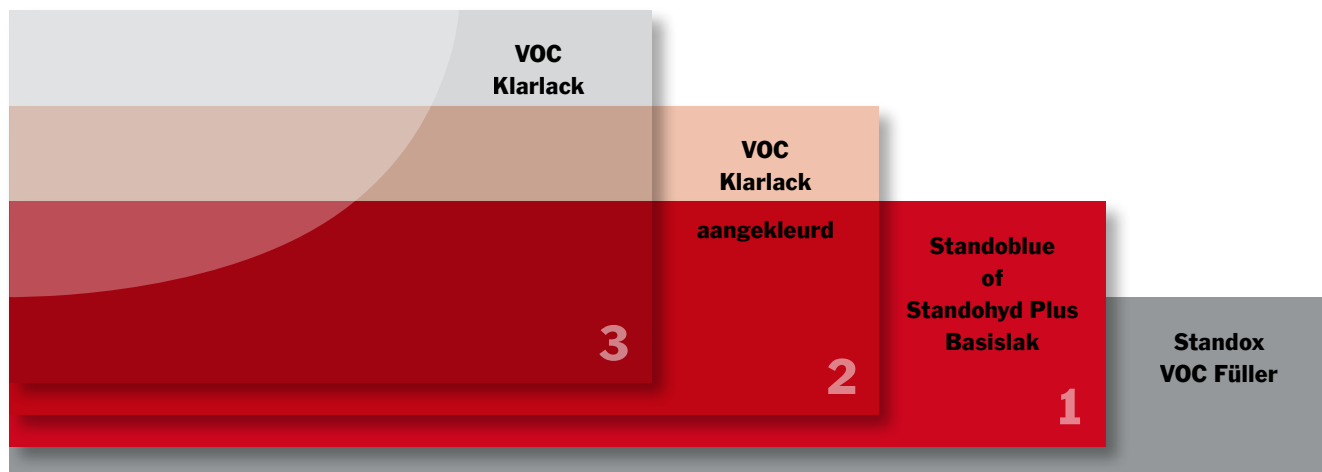 VOC
Klarlack
3
VOC
Klarlack
aangekleurd
2
Standoblue
of
Standohyd Plus
Basislak
1
Standox
VOC Füller